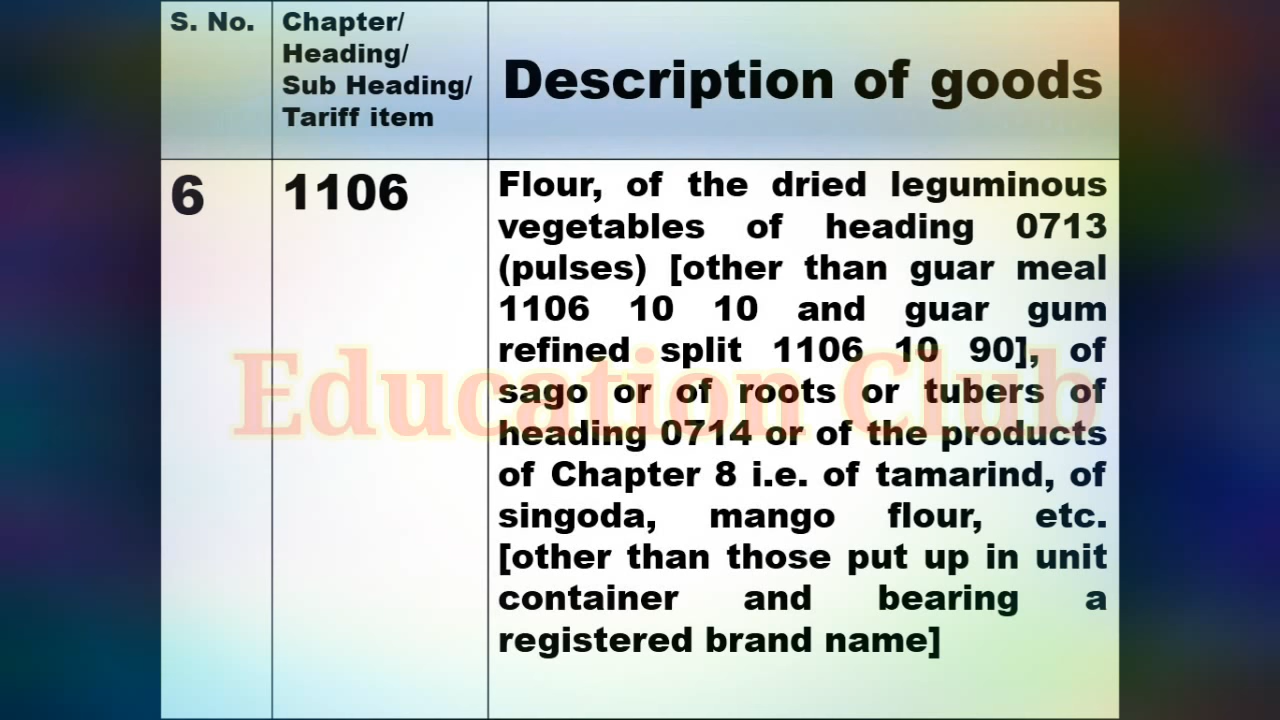 S. No.
Chapter/
Heading/
Sub Heading/
Tariff item
Description of goods
6
1106
Flour, of the dried leguminous
vegetables of heading 0713
(pulses) [other than guar meal
1106 10 10 and guar gum
refined split 1106 10 90], of
sago or of roots or tubers of
heading 0714 or of the products
of Chapter 8 i.e. of tamarind, of
singoda, mango flour, etc.
[other than those put up in unit
container and bearing a
registered brand name]
Education Club